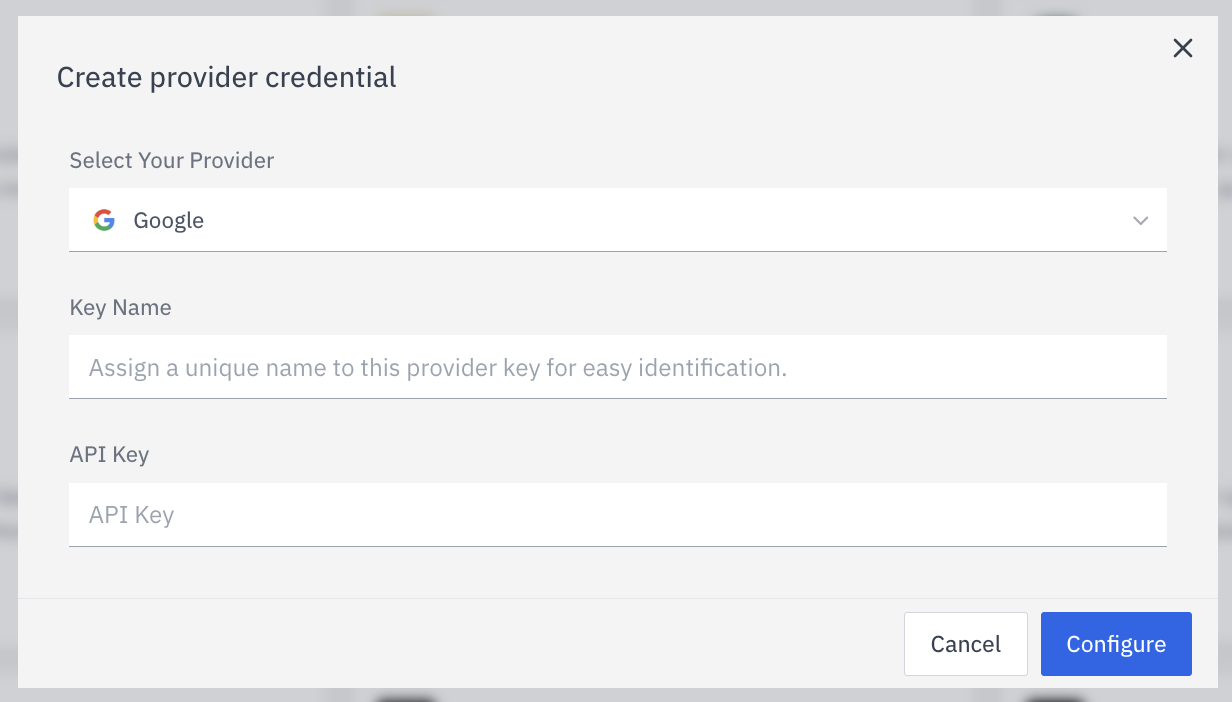 Create provider credential
Select Your Provider
Google
Key Name
Assign a unique name to this provider key for easy identification.
API Key
API Key
Cancel
Configure